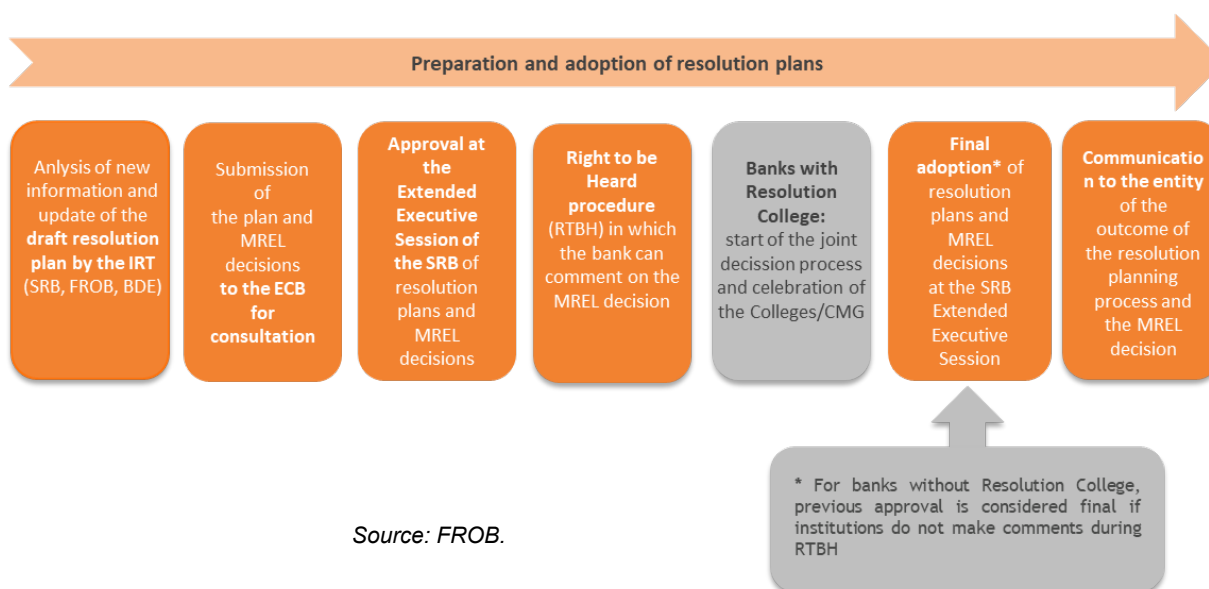 Preparation and adoption of resolution plans
Anlysis of new
information and
update of the
draft resolution
plan by the IRT
(SRB, FROB, BDE)
Submission
of
the plan and
MREL
decisions
to the ECB
for
consultation
Approval at
the
Extended
Executive
Session of
the SRB of
resolution
plans and
MREL
decisions
Right to be
Heard
procedure
(RTBH) in which
the bank can
comment on the
MREL decision
Banks with
Resolution
College:
start of the joint
decission process
and celebration of
the Colleges/CMG
Final
adoption* of
resolution
plans and
MREL
decisions
at the SRB
Extended
Executive
Session
Communicatio
n to the entity
of the
outcome of
the resolution
planning
process and
the MREL
decision
* For banks without Resolution College,
previous approval is considered final if
institutions do not make comments during
RTBH
Source: FROB.